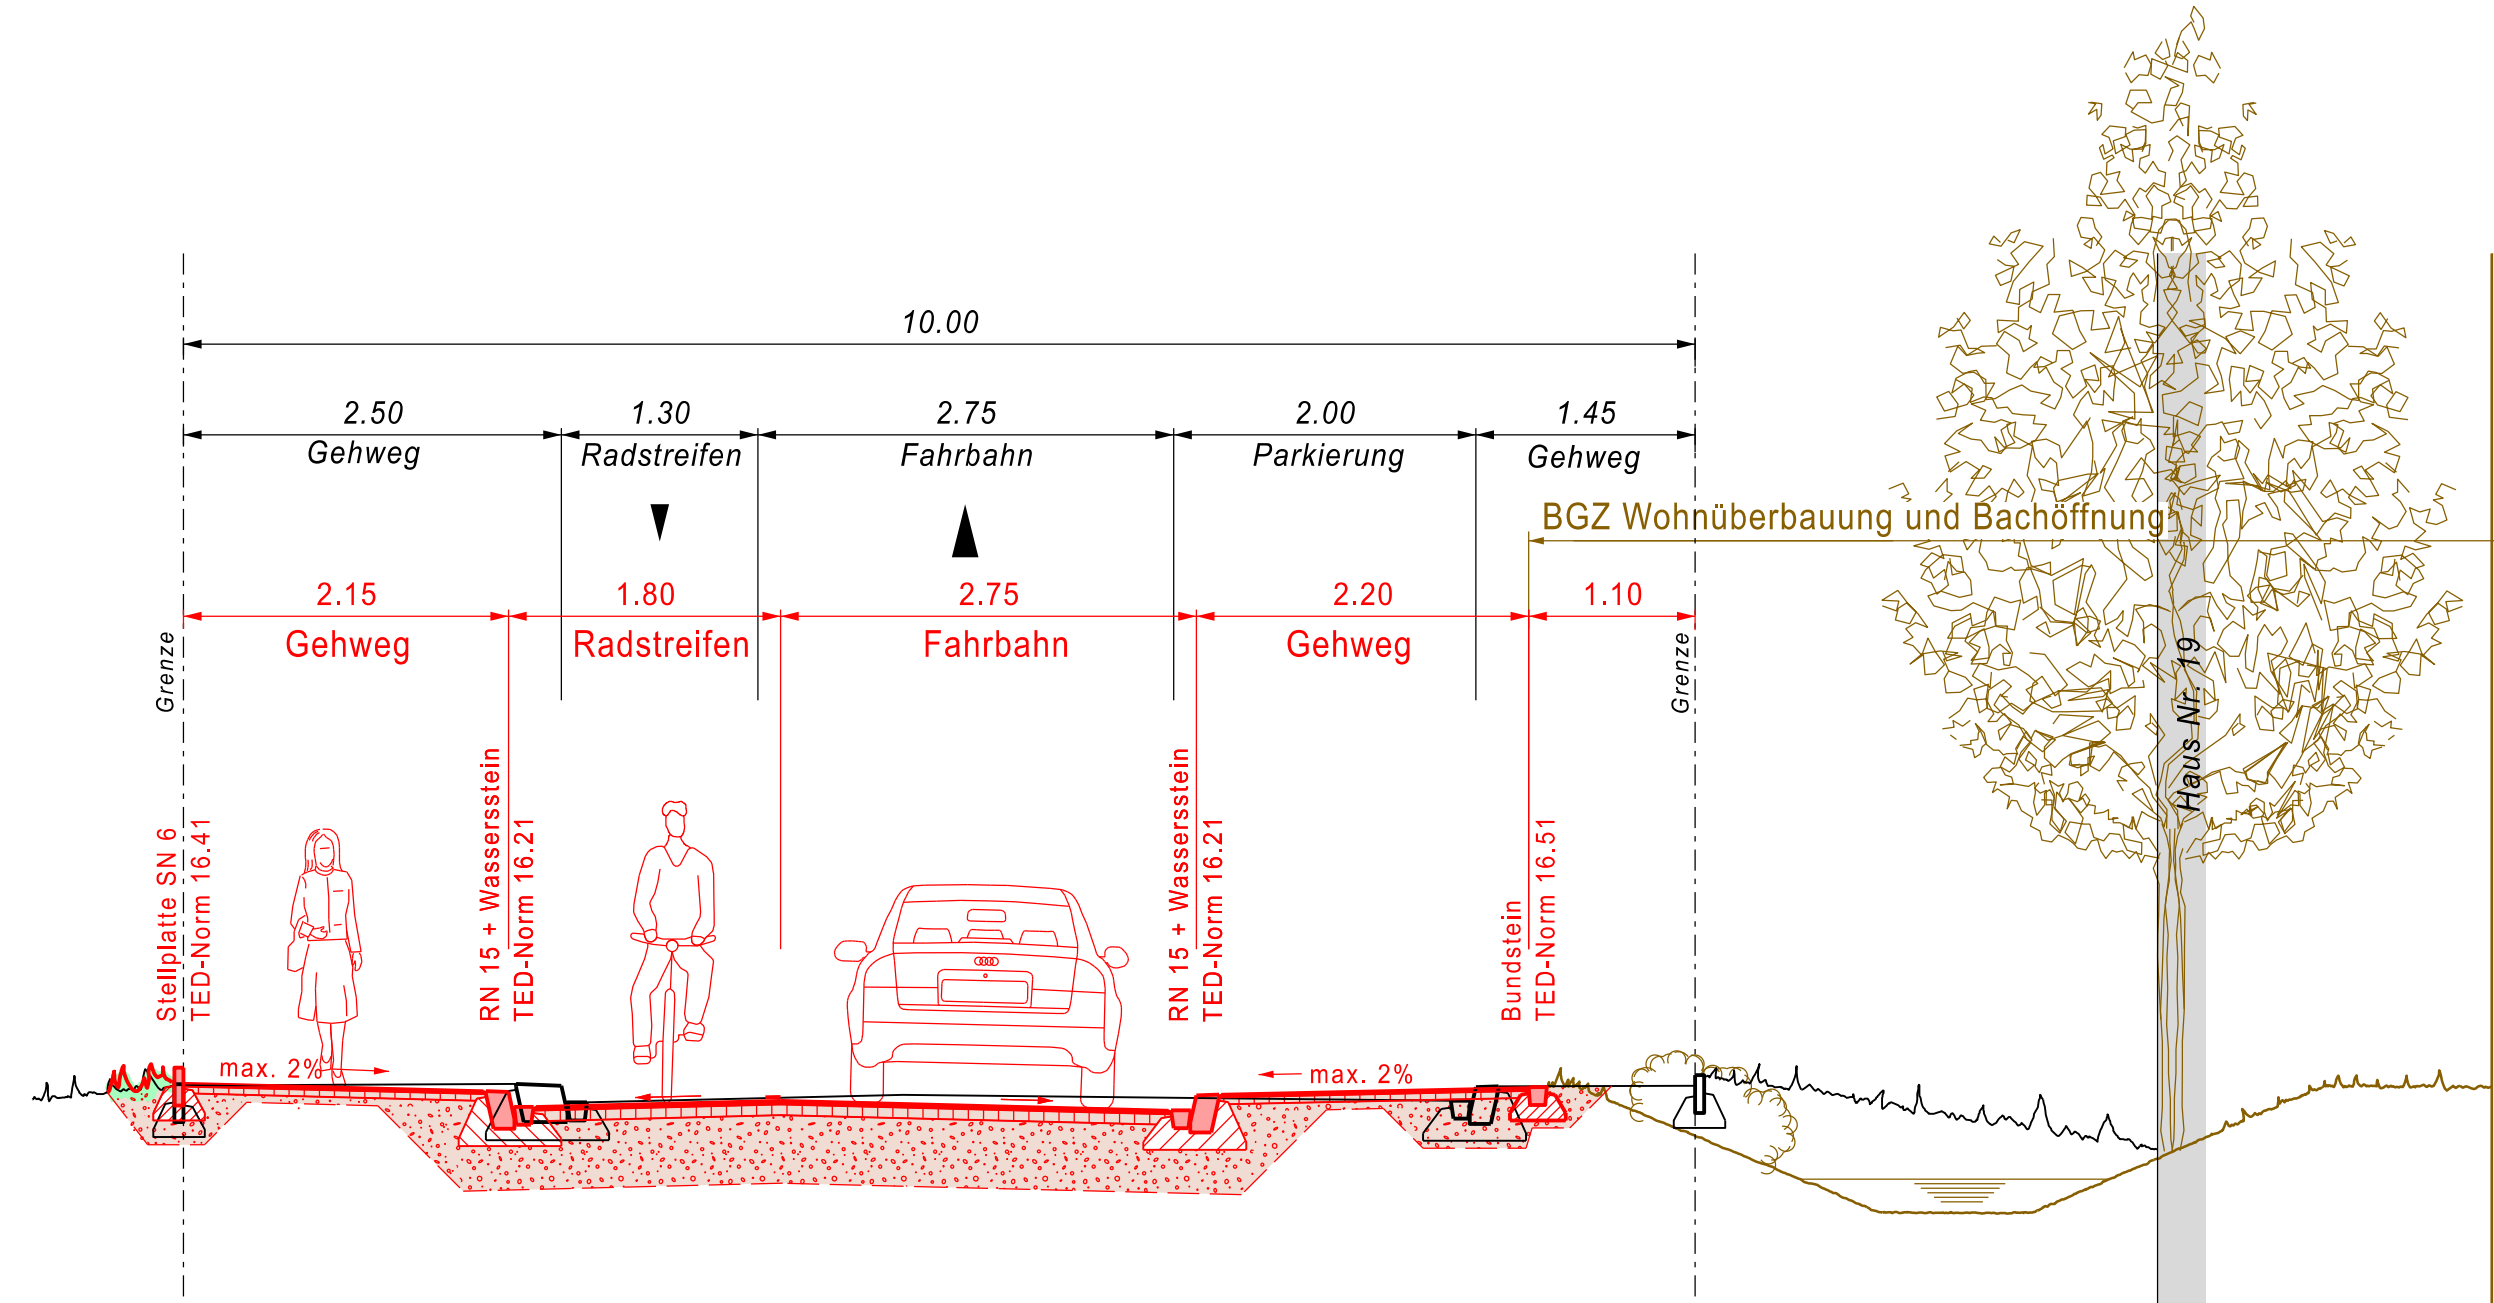 10.00
2.50
1.30
2.75
2.00
1.45
Gehweg
Radstreifen
Fahrbahn
Parkierung
Gehweg
BGZ Wohnüberbauung und Bachöffnung
2.15
1.80
2.75
2.20
1.10
Gehweg
Radstreifen
Fahrbahn
Gehweg
Grenze
Grenze
Haus Nr. 19
Stellplatte SN 6
TED-Norm 16.41
RN 15 + Wassersstein
TED-Norm 16.21
RN 15 + Wassersstein
TED-Norm 16.21
Bundstein
TED-Norm 16.51
max. 2%
max. 2%